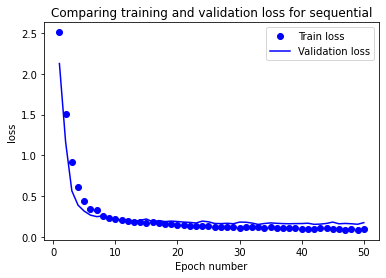 Comparing training and validation loss for sequential
Train loss
Validation loss
loss
2.5
2.0
1.5
1.0
0.5
0.0
0
10
20
30
40
50
Epoch number